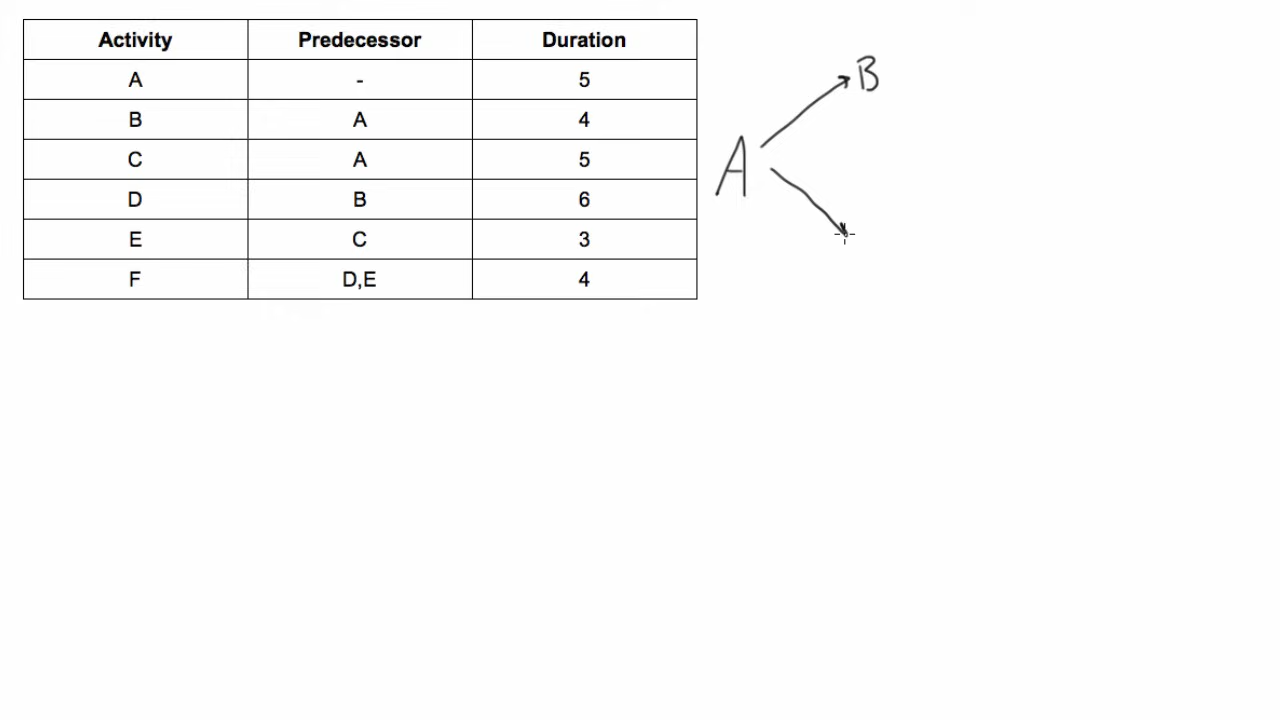 Activity Predecessor Duration
A - 5
B A 4
C A 5
D B 6
E C 3
F D,E 4
B
A